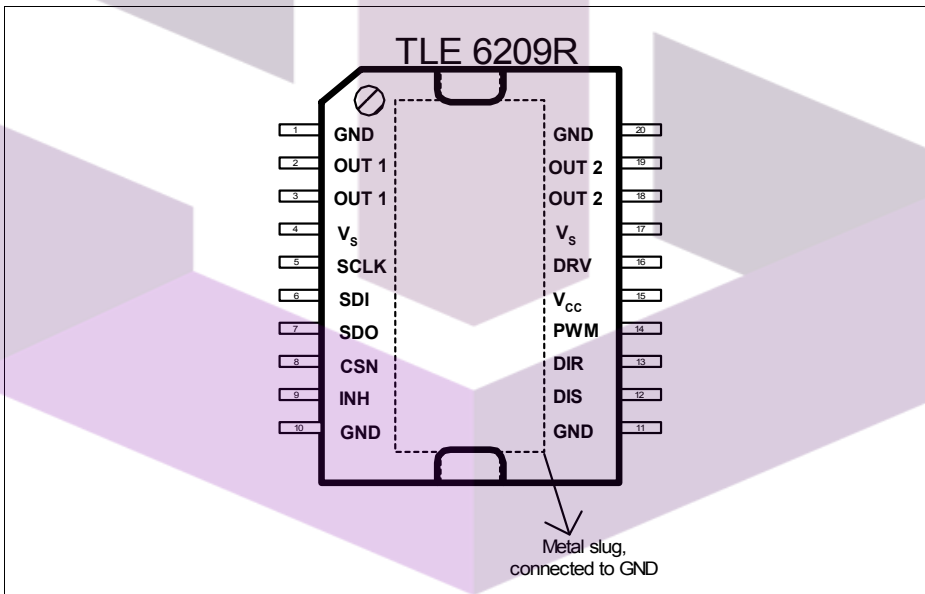 TLE 6209R
1 GND GND 20
2 OUT 1 OUT 2 19
3 OUT 1 OUT 2 18
4 VS VS 17
5 SCLK DRV 16
6 SDI VCC 15
7 SDO PWM 14
8 CSN DIR 13
9 INH DIS 12
10 GND GND 11
Metal slug,
connected to GND